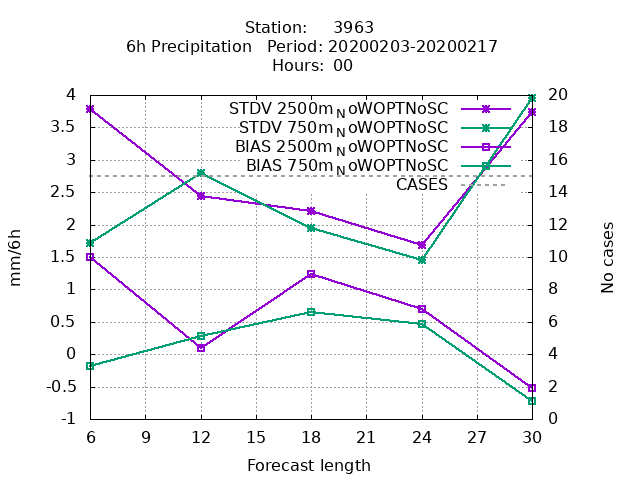 Station: 3963
6h Precipitation Period: 20200203-20200217
Hours: 00
STDV 2500m_NoWOPTNoSC
STDV 750m_NoWOPTNoSC
BIAS 2500m_NoWOPTNoSC
BIAS 750m_NoWOPTNoSC
CASES
4
3.5
3
2.5
2
1.5
1
0.5
0
-0.5
-1
mm/6h
20
18
16
14
12
10
8
6
4
2
0
No cases
6 9 12 15 18 21 24 27 30
Forecast length